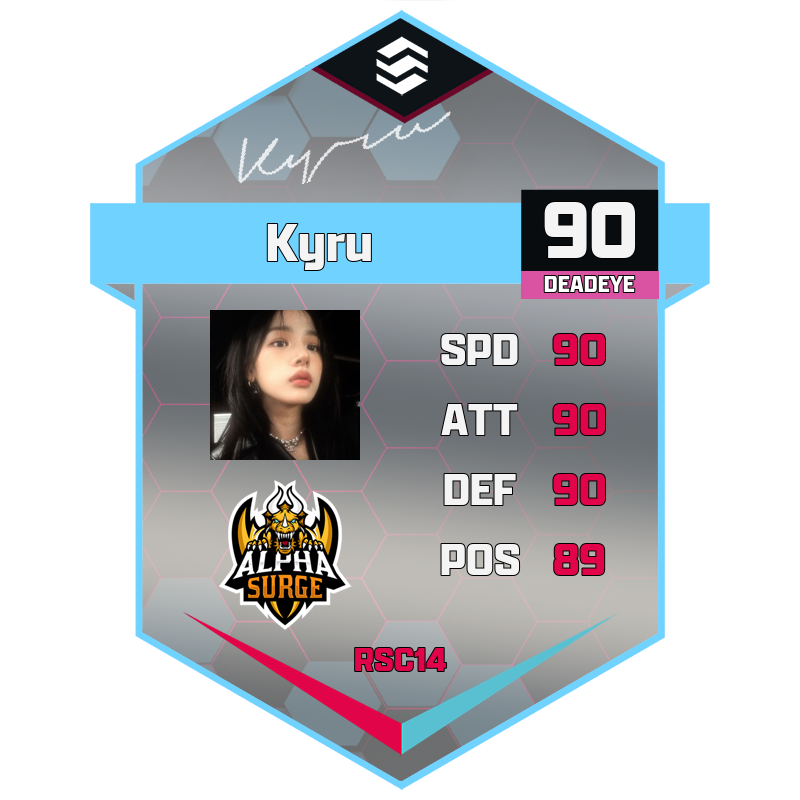 Kyru
Kyru
90
DEADEYE
SPD 90
ATT 90
DEF 90
POS 89
ALPHA
SURGE
RSC14